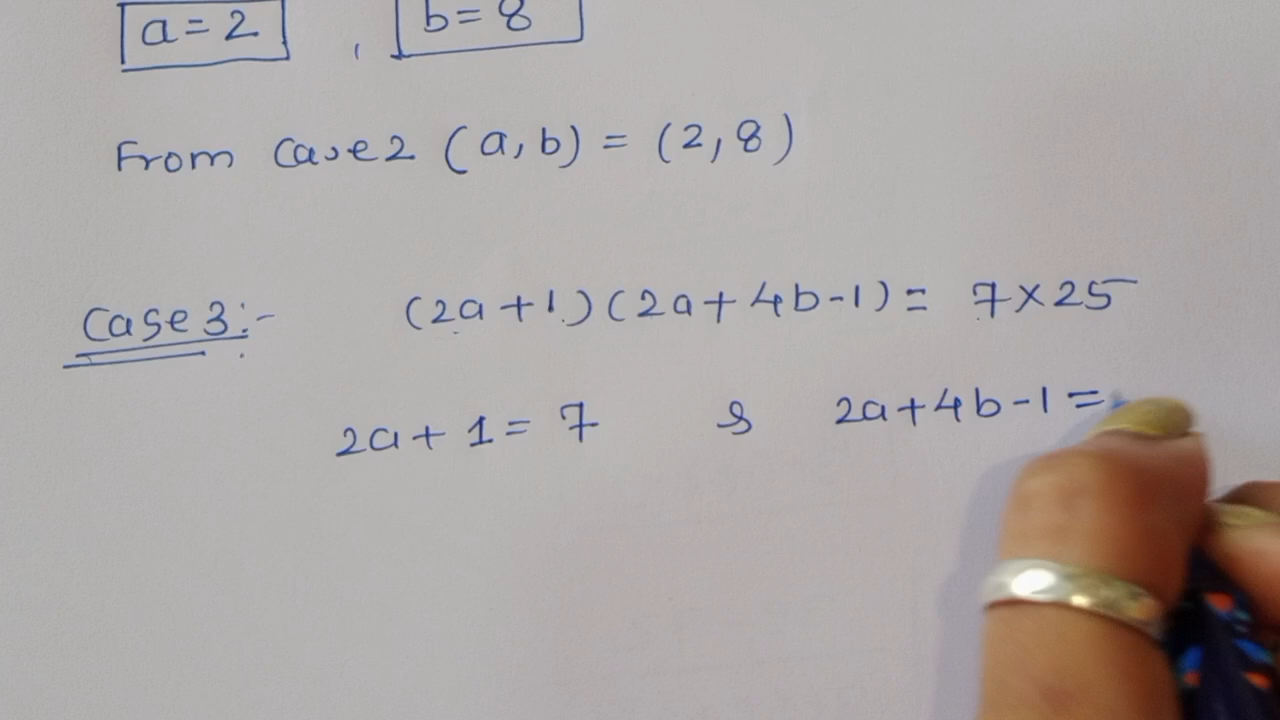 a = 2 , b = 8
From Case 2 (a, b) = (2, 8)
Case 3:- (2a + 1) (2a + 4b - 1) = 7 × 25
2a + 1 = 7 & 2a + 4b - 1 =